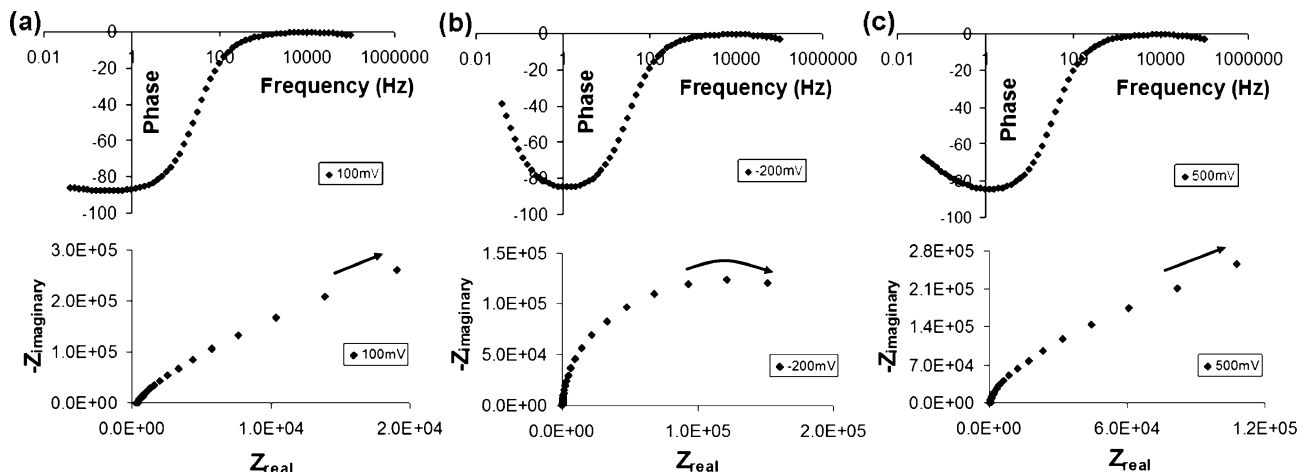 (a)
0
0.01 1 100 10000 1000000
-20
-40
-60
-80
-100
Phase
Frequency (Hz)
100mV
(b)
0
0.01 1 100 10000 1000000
-20
-40
-60
-80
-100
Phase
Frequency (Hz)
-200mV
(c)
0
0.01 1 100 10000 1000000
-20
-40
-60
-80
-100
Phase
Frequency (Hz)
500mV
3.0E+05
2.0E+05
1.0E+05
0.0E+00
-Zimaginary
100mV
0.0E+00 1.0E+04 2.0E+04
Zreal
1.5E+05
1.0E+05
5.0E+04
0.0E+00
-Zimaginary
-200mV
0.0E+00 1.0E+05 2.0E+05
Zreal
2.8E+05
2.1E+05
1.4E+05
7.0E+04
0.0E+00
-Zimaginary
500mV
0.0E+00 6.0E+04 1.2E+05
Zreal